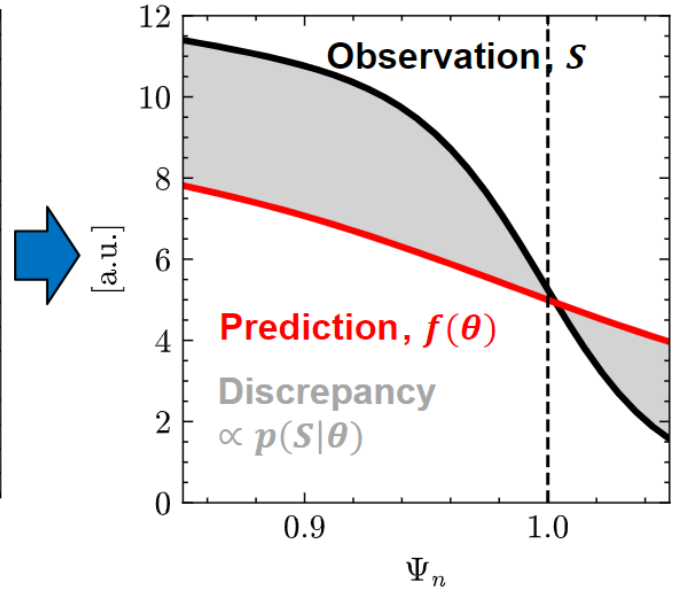 12
10
8
6
4
2
0
[a.u.]
Observation, S
Prediction, f(θ)
Discrepancy
∝ p(S|θ)
0.9
1.0
Ψₙ